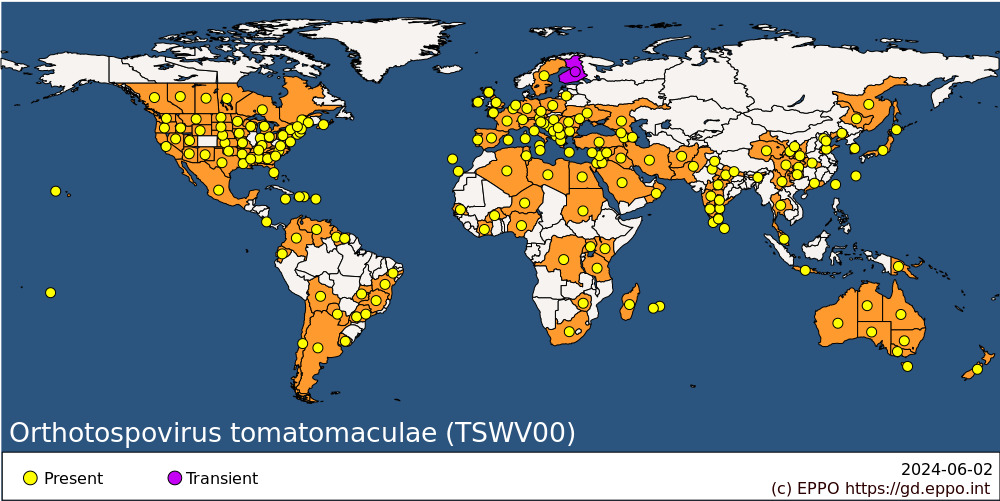 Orthotospovirus tomatomaculae (TSWV00)
Present
Transient
2024-06-02
(c) EPPO https://gd.eppo.int